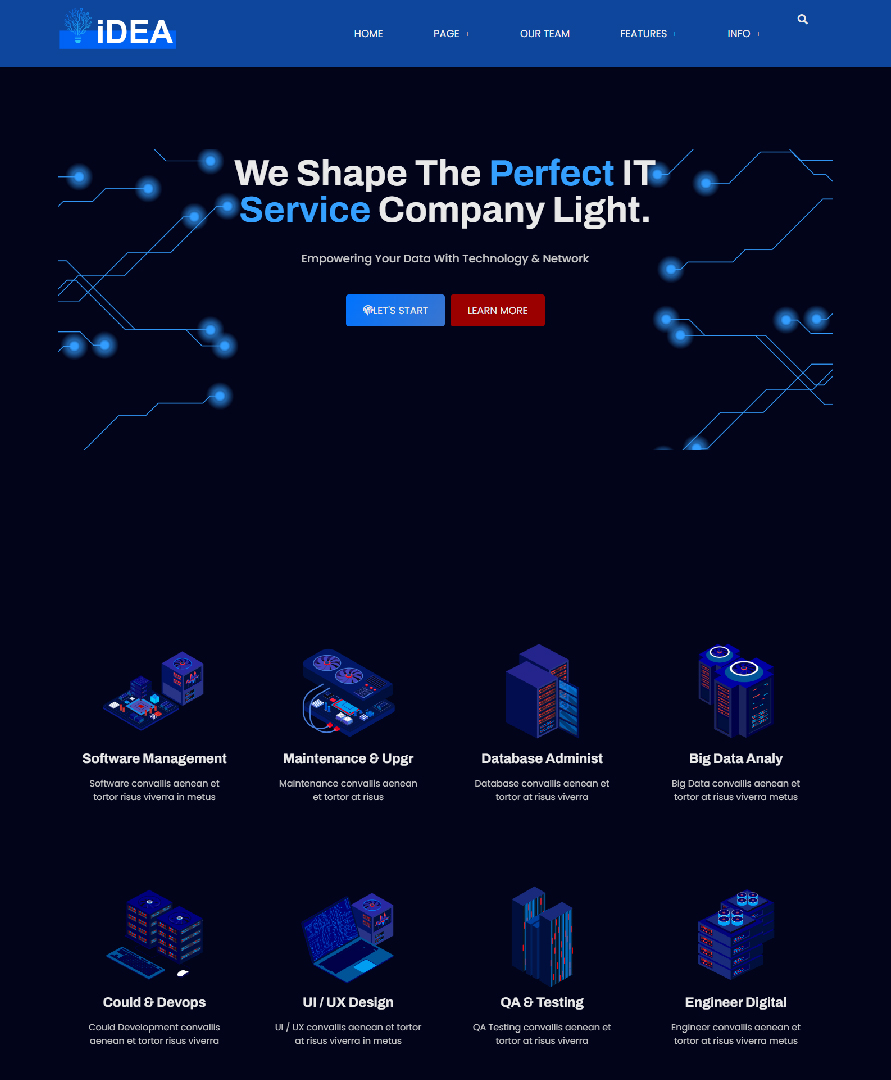 iDEA
HOME
PAGE
OUR TEAM
FEATURES
INFO
We Shape The Perfect IT
Service Company Light.
Empowering Your Data With Technology & Network
LET'S START
LEARN MORE
Software Management
Software convallis aenean et
tortor risus viverra in metus
Maintenance & Upgr
Maintenance convallis aenean
et tortor at risus
Database Administ
Database convallis aenean et
tortor at risus viverra
Big Data Analy
Big Data convallis aenean et
tortor at risus viverra metus
Could & Devops
Could Development convallis
aenean et tortor risus viverra
UI / UX Design
UI / UX convallis aenean et tortor
at risus viverra in metus
QA & Testing
QA Testing convallis aenean et
tortor at risus viverra
Engineer Digital
Engineer convallis aenean et
tortor at risus viverra metus